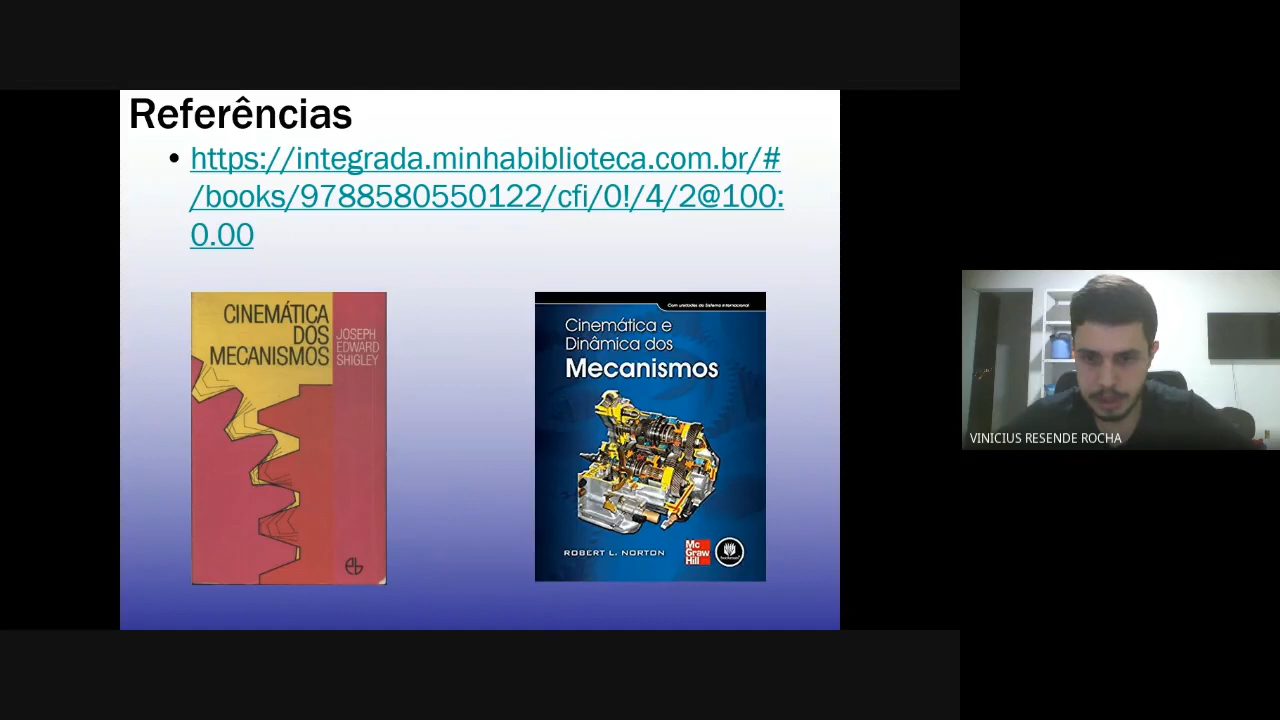 Referências
• https://integrada.minhabiblioteca.com.br/#
/books/9788580550122/cfi/0!/4/2@100:
0.00
CINEMÁTICA
DOS
MECANISMOS
JOSEPH
EDWARD
SHIGLEY
eb
Com unidades do Sistema Internacional
Cinemática e
Dinâmica dos
Mecanismos
ROBERT L. NORTON
Mc
Graw
Hill
bookman
VINICIUS RESENDE ROCHA